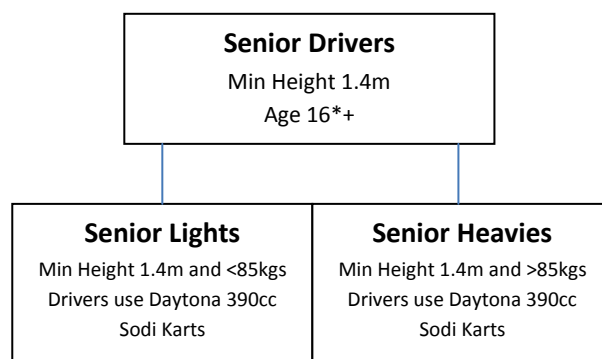 Senior Drivers
Min Height 1.4m
Age 16*+
Senior Lights
Min Height 1.4m and <85kgs
Drivers use Daytona 390cc
Sodi Karts
Senior Heavies
Min Height 1.4m and >85kgs
Drivers use Daytona 390cc
Sodi Karts